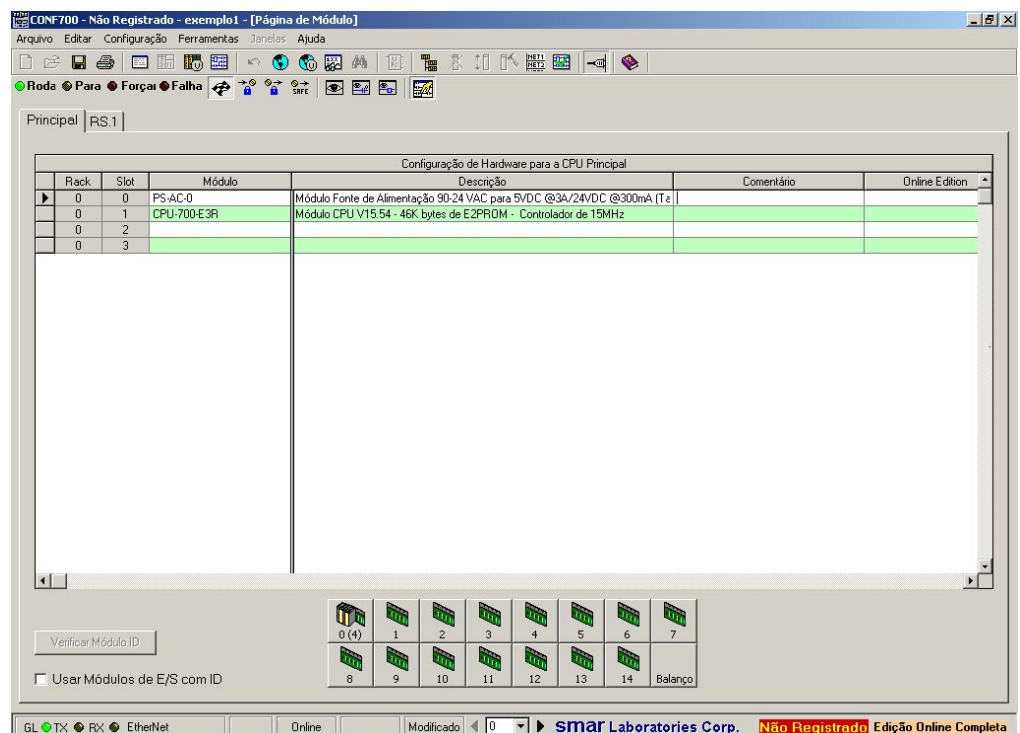 CONF700 - Não Registrado - exemplo1 - [Página de Módulo]
Arquivo Editar Configuração Ferramentas Janelas Ajuda
Roda Para Forçar Falha SAFE
Principal RS.1
Configuração de Hardware para a CPU Principal
Rack Slot Módulo Descrição Comentário Online Edition
0 0 PS-AC-0 Módulo Fonte de Alimentação 90-24 VAC para 5VDC @3A/24VDC @300mA (Ta
0 1 CPU-700-E3R Módulo CPU V15.54 - 46K bytes de E2PROM - Controlador de 15MHz
0 2
0 3
0 (4) 1 2 3 4 5 6 7
Verificar Módulo ID
Usar Módulos de E/S com ID
8 9 10 11 12 13 14 Balanço
GL TX RX EtherNet Online Modificado 0 smar Laboratories Corp. Não Registrado Edição Online Completa